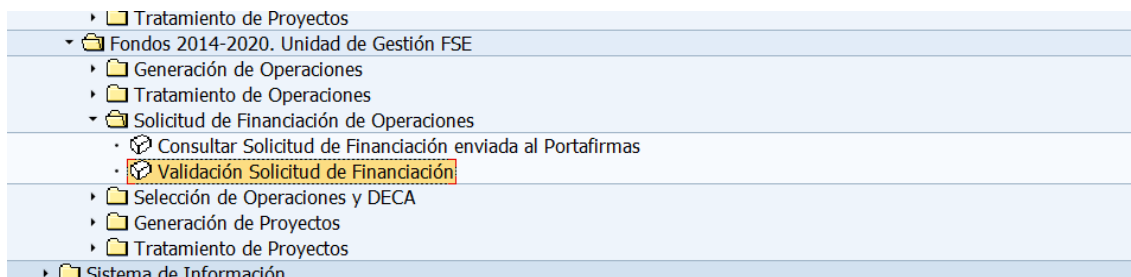 Tratamiento de Proyectos
Fondos 2014-2020. Unidad de Gestión FSE
Generación de Operaciones
Tratamiento de Operaciones
Solicitud de Financiación de Operaciones
Consultar Solicitud de Financiación enviada al Portafirmas
Validación Solicitud de Financiación
Selección de Operaciones y DECA
Generación de Proyectos
Tratamiento de Proyectos
Sistema de Información